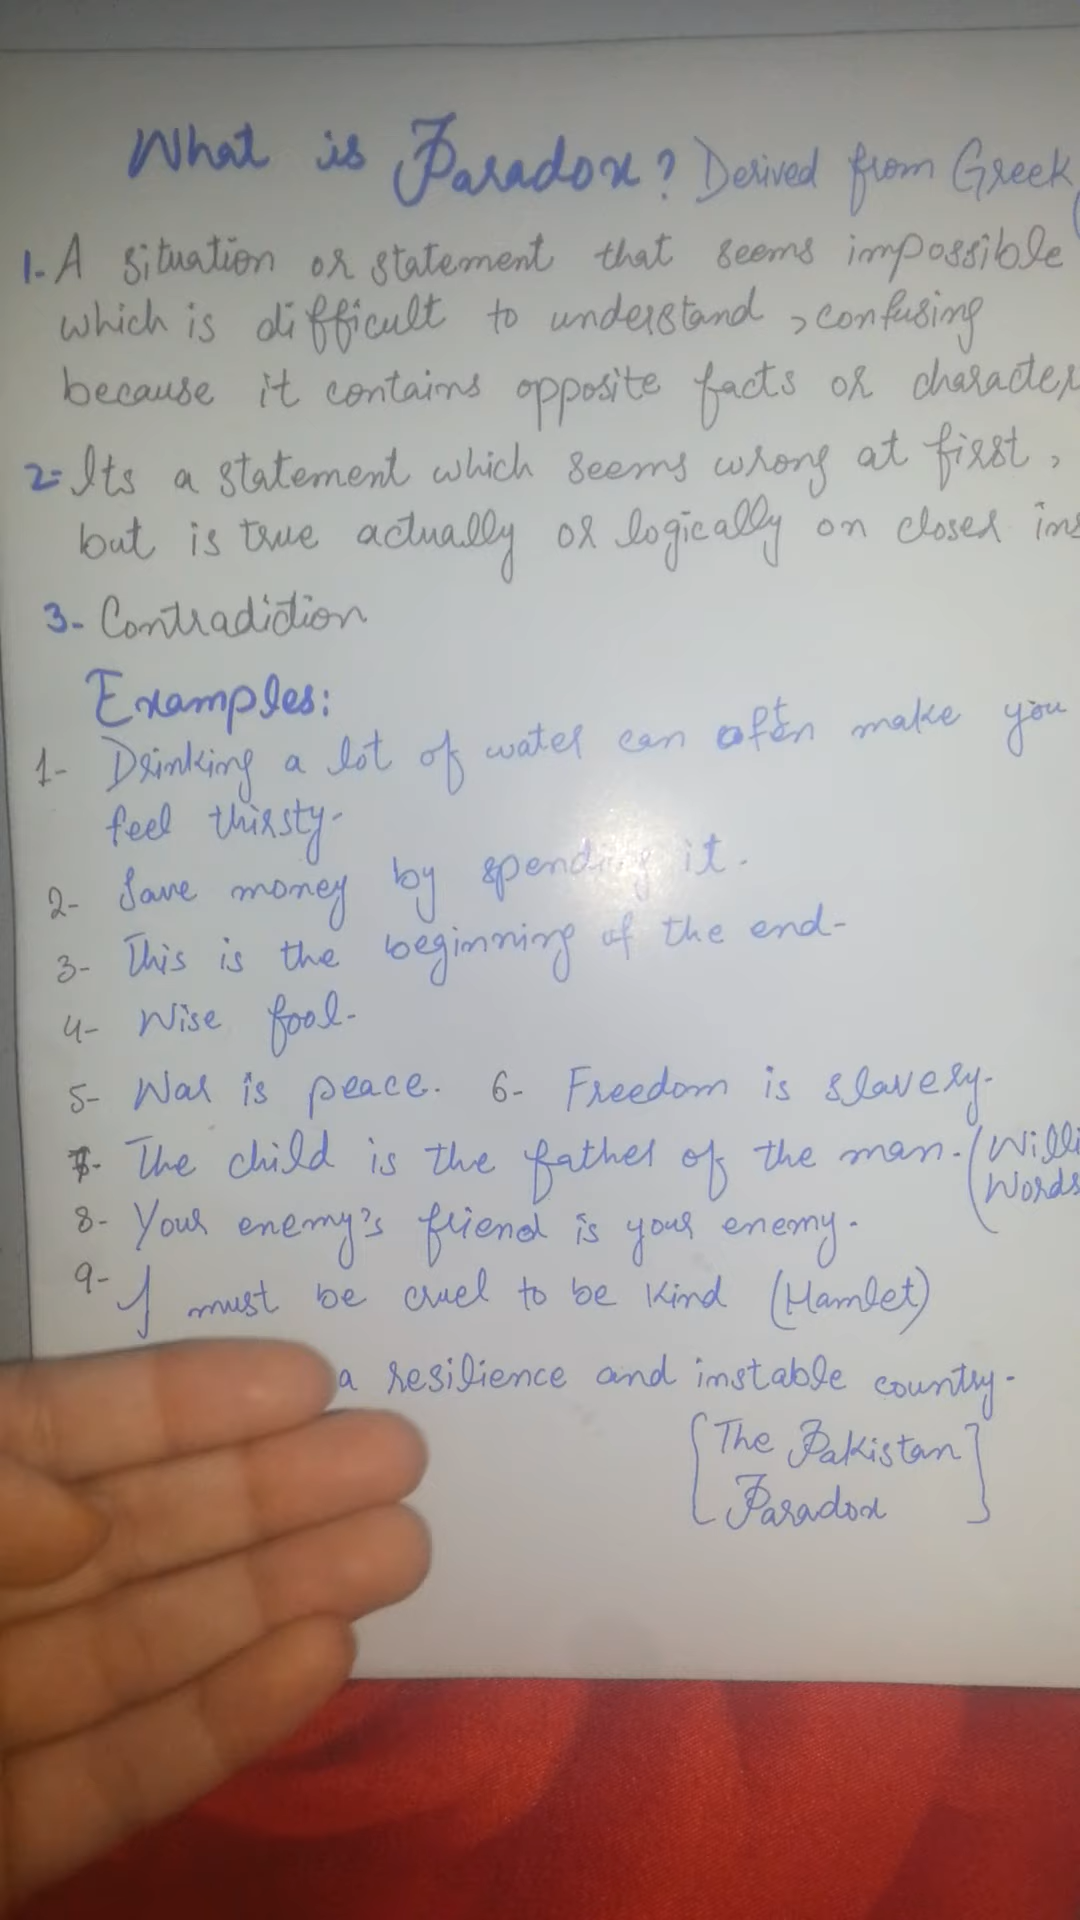 What is Paradox? Derived from Greek
1. A situation or statement that seems impossible
which is difficult to understand, confusing
because it contains opposite facts or character
2- Its a statement which seems wrong at first,
but is true actually or logically on closer ins
3- Contradiction
Examples:
1- Drinking a lot of water can often make you
feel thirsty-
2- Save money by spending it.
3- This is the beginning of the end-
4- Wise fool-
5- War is peace. 6- Freedom is slavery-
7- The child is the father of the man. (Willi
Words
8- Your enemy's friend is your enemy-
9- I must be cruel to be kind (Hamlet)
a resilience and instable country-
[The Pakistan
Paradox]